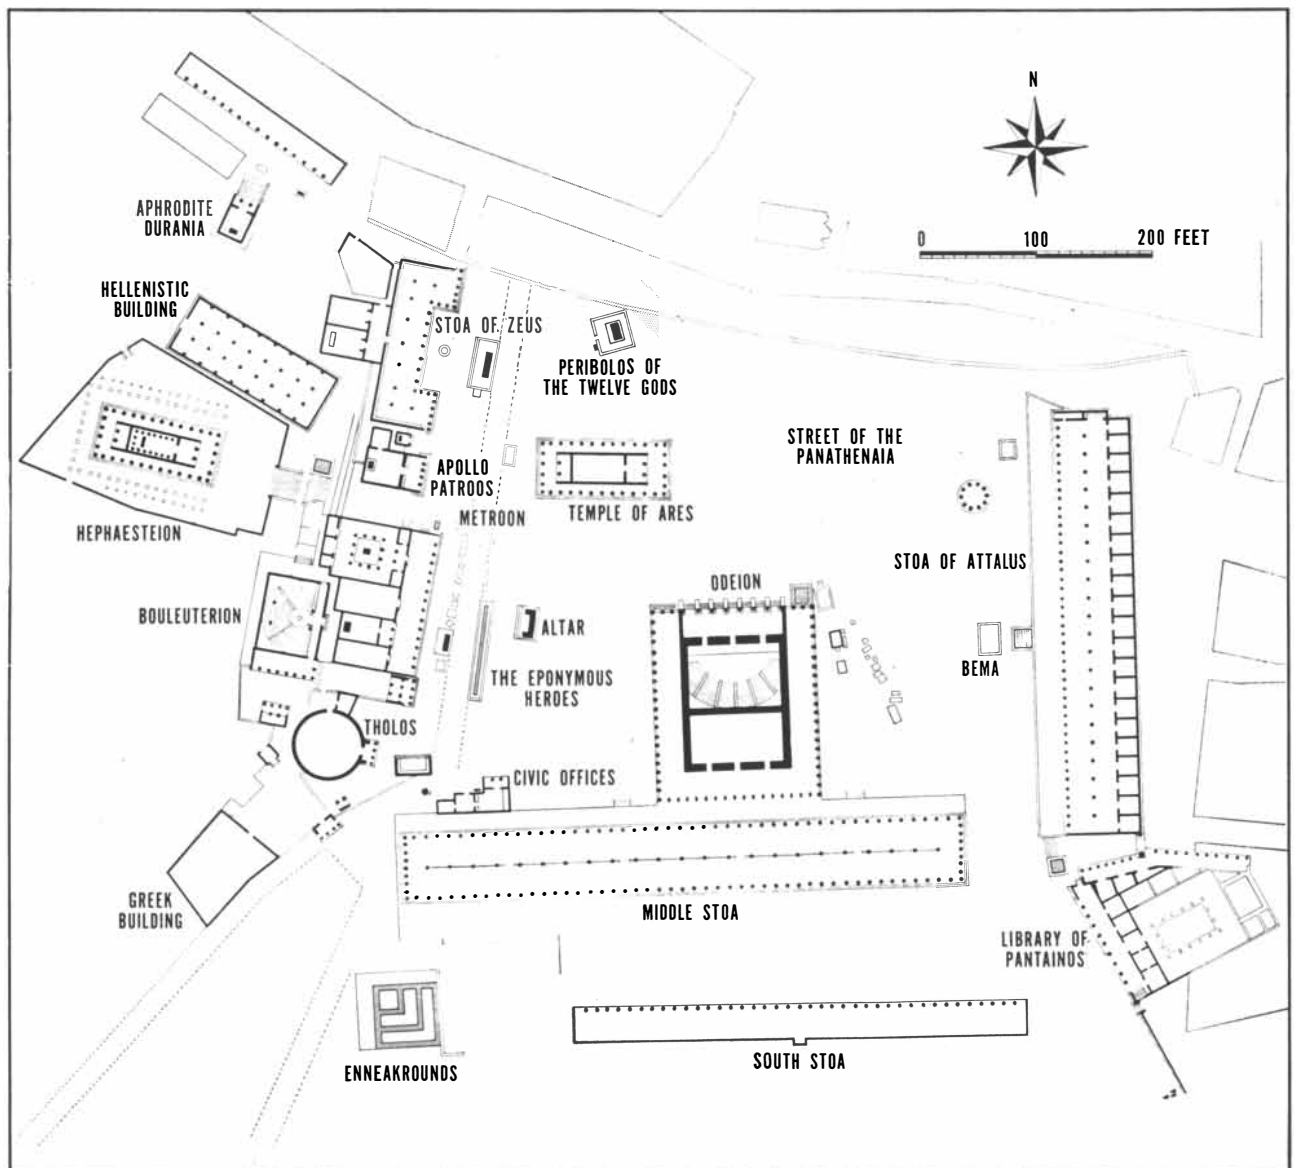 N
0 100 200 FEET
APHRODITE
DURANIA
HELLENISTIC
BUILDING
STOA OF ZEUS
PERIBOLOS OF
THE TWELVE GODS
STREET OF THE
PANATHENAIA
APOLLO
PATROOS
METROON
TEMPLE OF ARES
HEPHAESTEION
STOA OF ATTALUS
ODEION
BOULEUTERION
ALTAR
BEMA
THE EPONYMOUS
HEROES
THOLOS
CIVIC OFFICES
GREEK
BUILDING
MIDDLE STOA
LIBRARY OF
PANTAINOS
SOUTH STOA
ENNEAKROUNDS